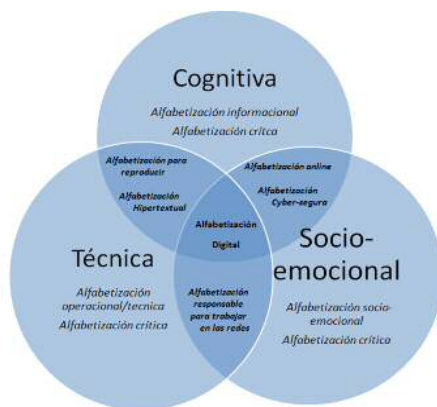 Cognitiva
Alfabetización informacional
Alfabetización crítca
Alfabetización para
reproducir
Alfabetización
Hipertextual
Alfabetización online
Alfabetización
Cyber-segura
Alfabetización
Digital
Técnica
Alfabetización
operacional/tecnica
Alfabetización crítica
Alfabetización
responsable
para trabajar
en las redes
Socio-
emocional
Alfabetización socio-
emocional
Alfabetización crítica